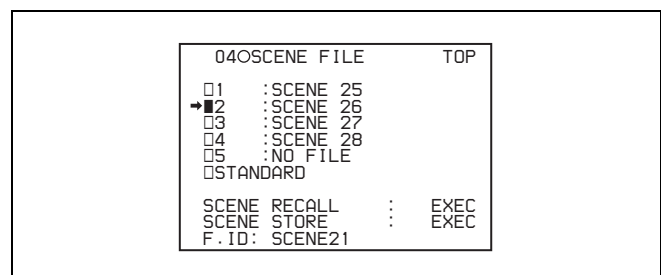 04○SCENE FILE TOP
□1 :SCENE 25
➔■2 :SCENE 26
□3 :SCENE 27
□4 :SCENE 28
□5 :NO FILE
□STANDARD
SCENE RECALL : EXEC
SCENE STORE : EXEC
F.ID: SCENE21